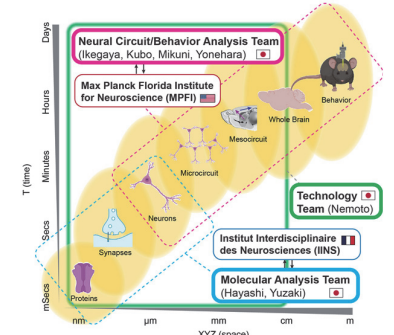 Days
Hours
Minutes
Secs
mSecs
T (time)
Neural Circuit/Behavior Analysis Team
(Ikegaya, Kubo, Mikuni, Yonehara)
Max Planck Florida Institute
for Neuroscience (MPFI)
Behavior
Whole Brain
Mesocircuit
Microcircuit
Neurons
Synapses
Proteins
Technology
Team (Nemoto)
Institut Interdisciplinaire
des Neurosciences (IINS)
Molecular Analysis Team
(Hayashi, Yuzaki)
nm
μm
mm
cm
m
XYZ (space)